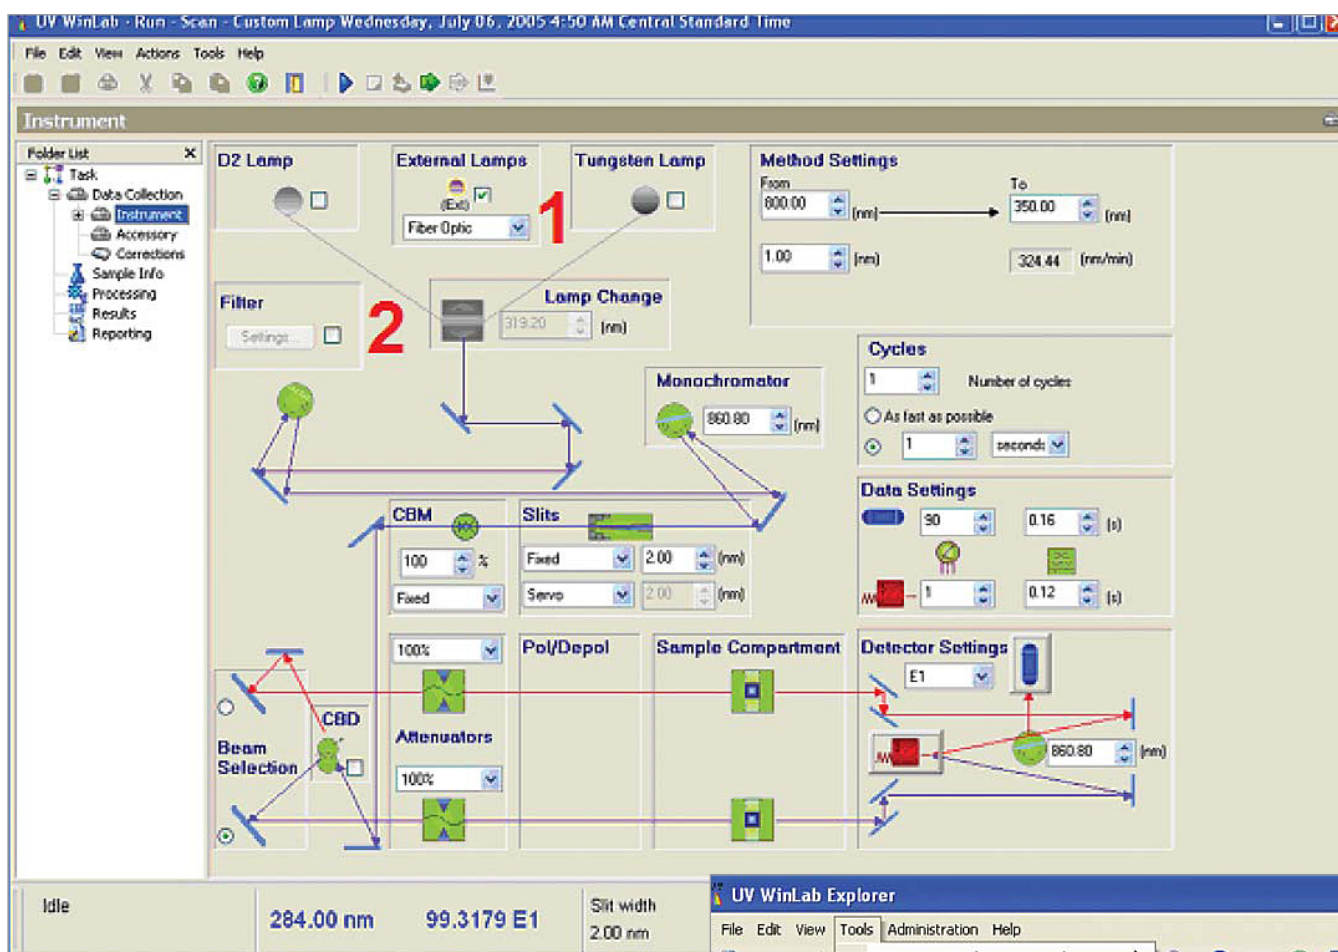 UV WinLab - Run - Scan - Custom Lamp Wednesday, July 06, 2005 4:50 AM Central Standard Time
File Edit View Actions Tools Help
Instrument
Folder List X
Task
Data Collection
Instrument
Accessory
Corrections
Sample Info
Processing
Results
Reporting
D2 Lamp
External Lamps
(Ext)
Fiber Optic
1
Tungsten Lamp
Method Settings
From
To
800.00 (nm)
350.00 (nm)
1.00 (nm)
324.44 (nm/min)
Filter
Settings...
2
Lamp Change
319.20 (nm)
Monochromator
860.80 (nm)
Cycles
1 Number of cycles
As fast as possible
1 seconds
CBM
100 %
Fixed
Slits
Fixed 2.00 (nm)
Servo 2.00 (nm)
Data Settings
90 0.16 (s)
1 0.12 (s)
100%
Attenuators
100%
Pol/Depol
Sample Compartment
Detector Settings
E1
860.80 (nm)
CBD
Beam
Selection
Idle
284.00 nm
99.3179 E1
Slit width
2.00 nm
UV WinLab Explorer
File Edit View Tools Administration Help